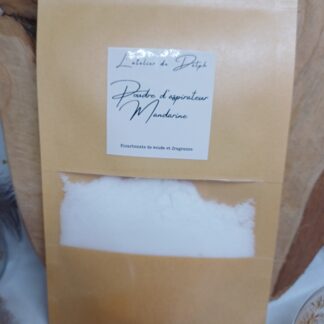 L'atelier de Delph
Poudre d'aspirateur
Mandarine
Bicarbonate de soude et fragrance